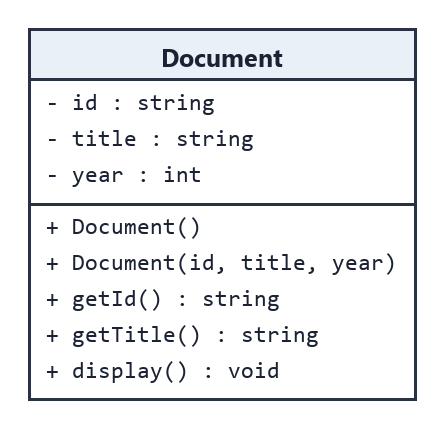 Document
- id : string
- title : string
- year : int
+ Document()
+ Document(id, title, year)
+ getId() : string
+ getTitle() : string
+ display() : void